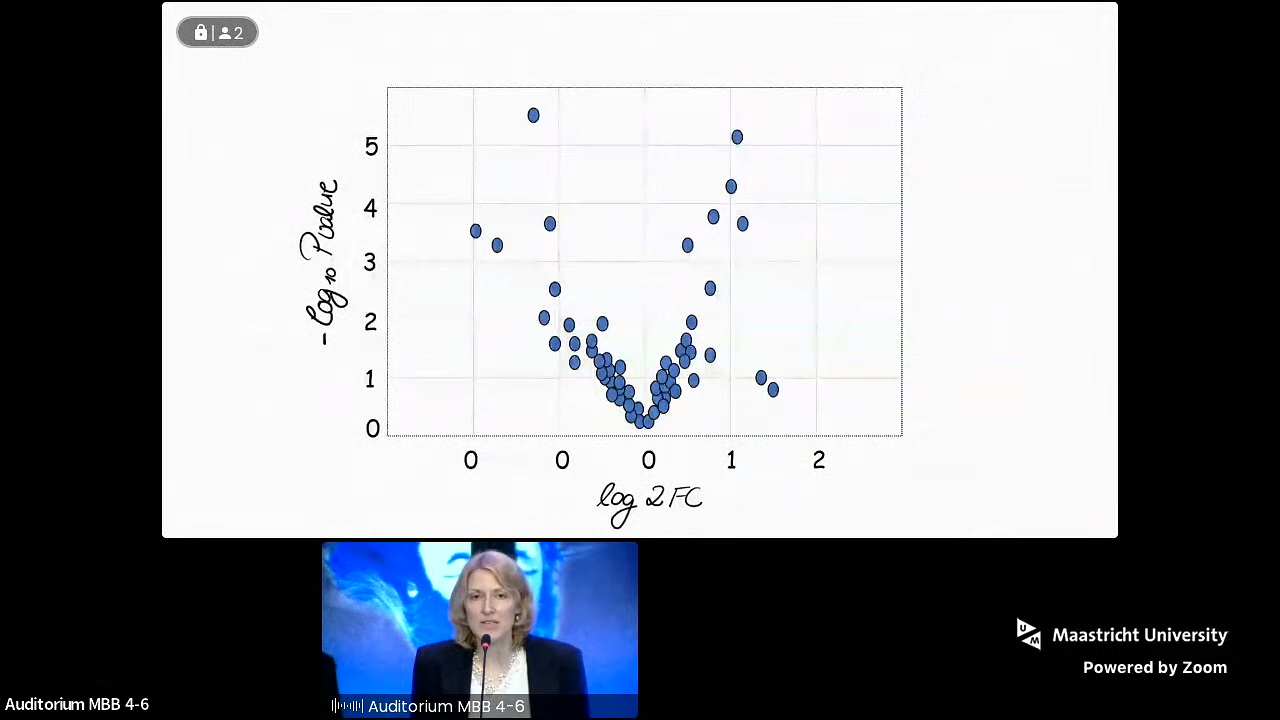 2
5
4
3
2
1
0
-log10 Pvalue
0 0 0 1 2
log 2 FC
UM
Maastricht University
Powered by Zoom
Auditorium MBB 4-6
Auditorium MBB 4-6